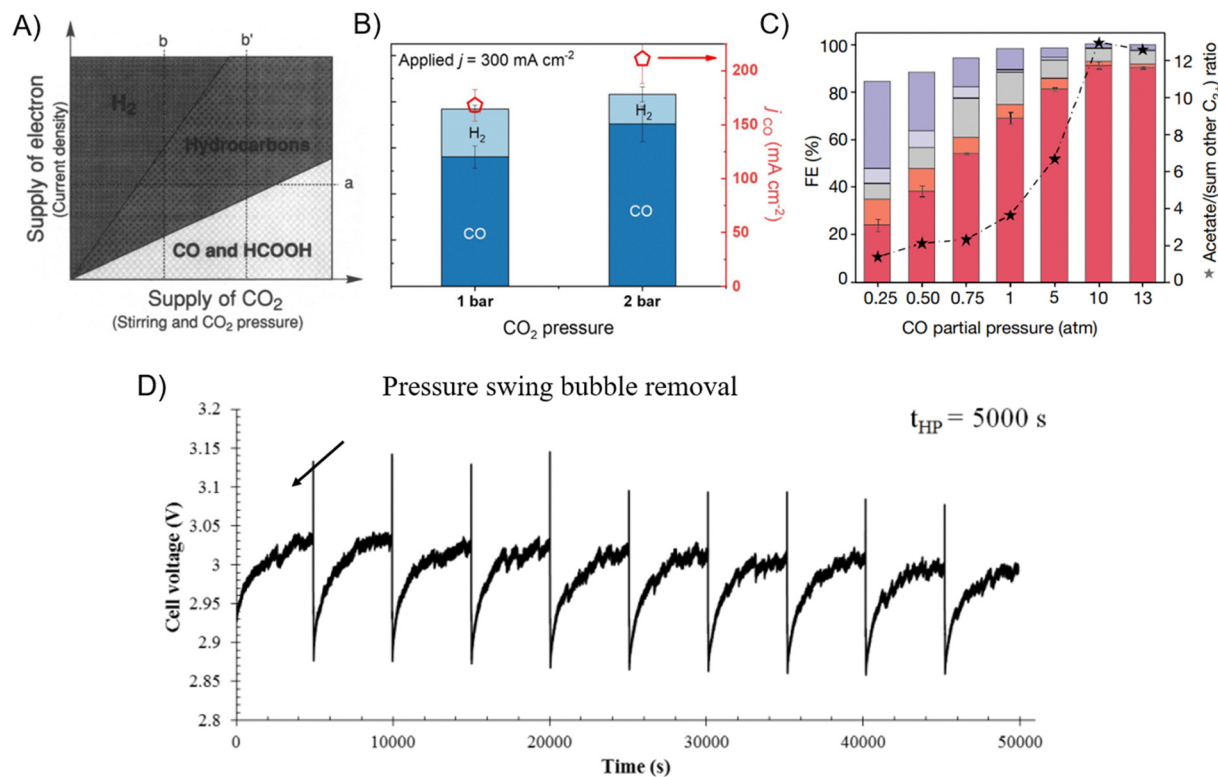 A)
b
b'
H₂
Hydrocarbons
a
CO and HCOOH
Supply of electron
(Current density)
Supply of CO₂
(Stirring and CO₂ pressure)
B)
Applied j = 300 mA cm⁻²
H₂
H₂
CO
CO
200
150
100
50
0
j CO (mA cm⁻²)
1 bar
2 bar
CO₂ pressure
C)
100
80
60
40
20
0
FE (%)
12
10
8
6
4
2
0
★ Acetate/(sum other C₂₊) ratio
0.25
0.50
0.75
1
5
10
13
CO partial pressure (atm)
D)
Pressure swing bubble removal
t HP = 5000 s
3.2
3.15
3.1
3.05
3
2.95
2.9
2.85
2.8
Cell voltage (V)
0
10000
20000
30000
40000
50000
Time (s)